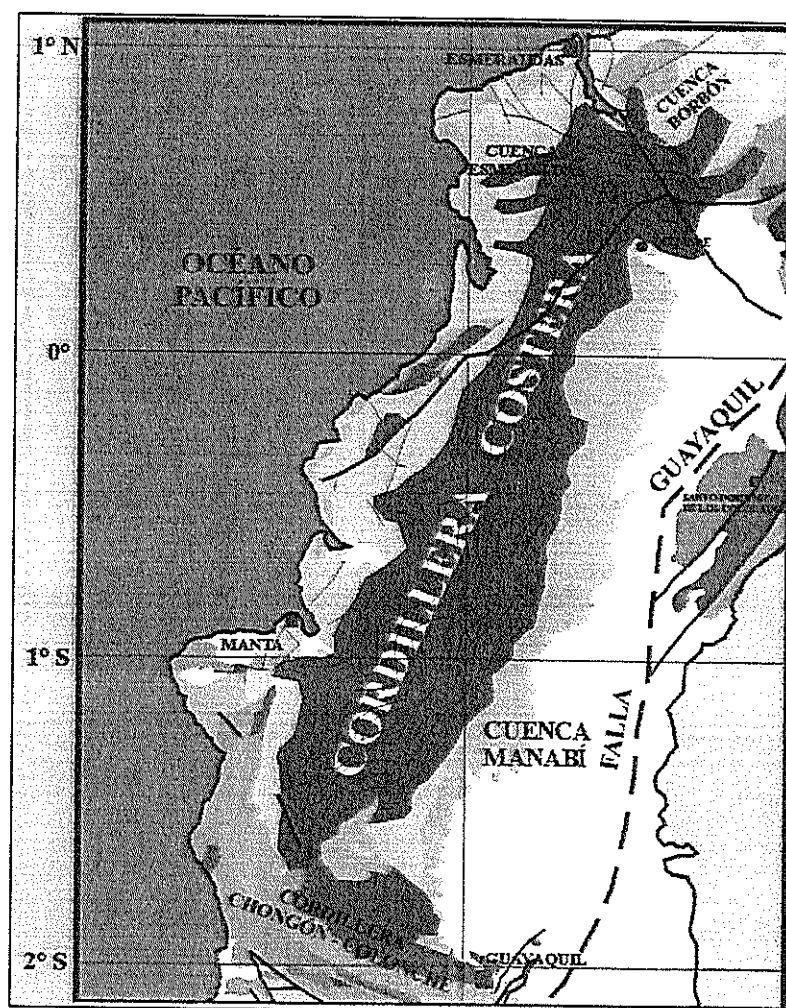 1° N
ESMERALDAS
CUENCA
BORBÓN
CUENCA
OCÉANO
PACÍFICO
0°
CORDILLERA COSTERA
FALLA GUAYAQUIL
MANTA
1° S
CUENCA
MANABÍ
CORDILLERA
CHONGÓN - COLONCHE
2° S
GUAYAQUIL